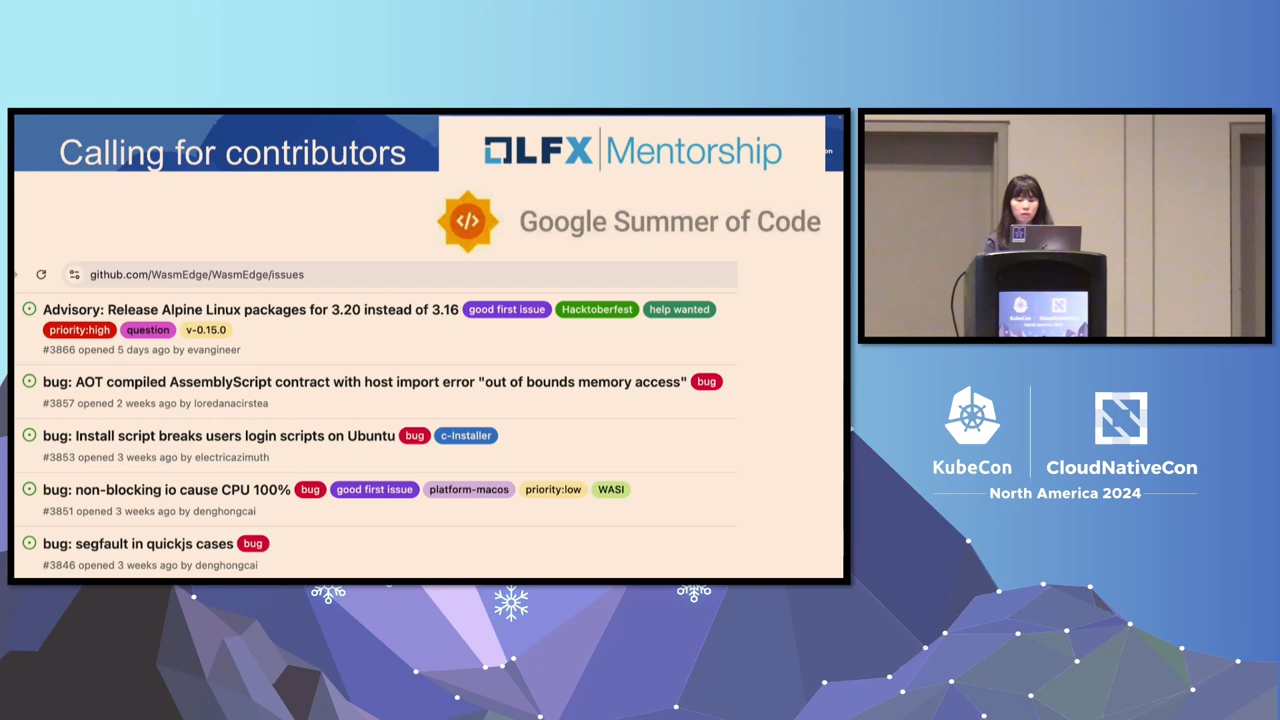 Calling for contributors
LFX Mentorship
Google Summer of Code
github.com/WasmEdge/WasmEdge/issues
Advisory: Release Alpine Linux packages for 3.20 instead of 3.16 good first issue Hacktoberfest help wanted
priority:high question v-0.15.0
#3866 opened 5 days ago by evangineer
bug: AOT compiled AssemblyScript contract with host import error "out of bounds memory access" bug
#3857 opened 2 weeks ago by loredanacirstea
bug: Install script breaks users login scripts on Ubuntu bug c-Installer
#3853 opened 3 weeks ago by electricazimuth
bug: non-blocking io cause CPU 100% bug good first issue platform-macos priority:low WASI
#3851 opened 3 weeks ago by denghongcai
bug: segfault in quickjs cases bug
#3846 opened 3 weeks ago by denghongcai
KubeCon CloudNativeCon
North America 2024
KubeCon CloudNativeCon
North America 2024